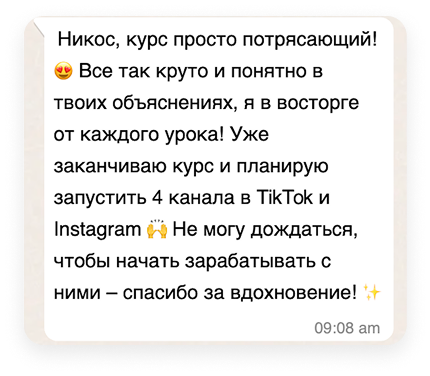 Никос, курс просто потрясающий!
😍 Все так круто и понятно в
твоих объяснениях, я в восторге
от каждого урока! Уже
заканчиваю курс и планирую
запустить 4 канала в TikTok и
Instagram 🙌 Не могу дождаться,
чтобы начать зарабатывать с
ними – спасибо за вдохновение! ✨
09:08 am